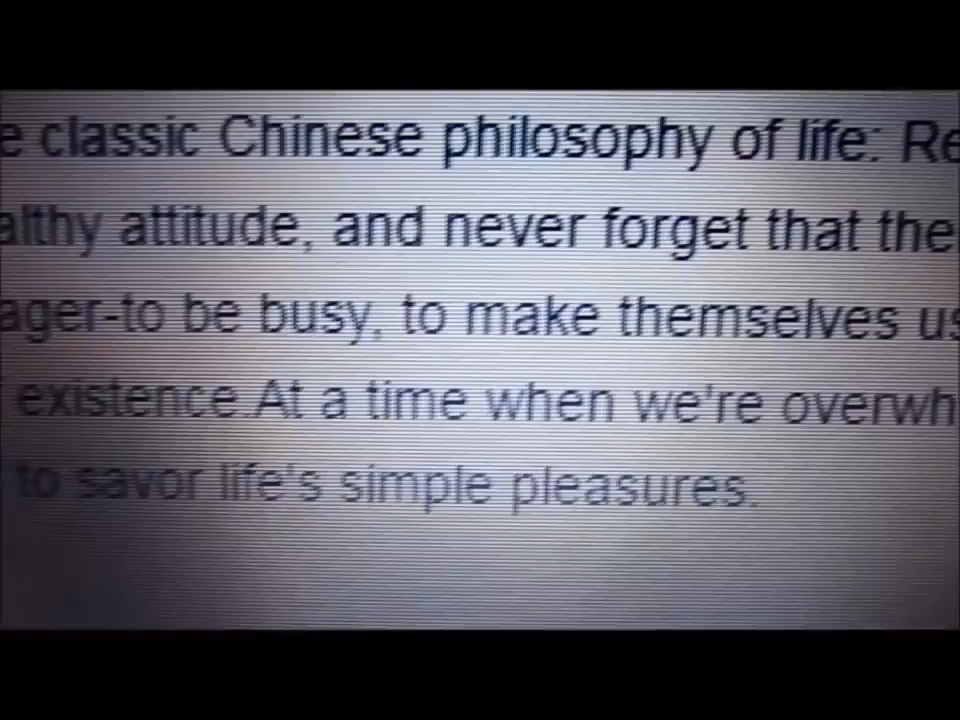 e classic Chinese philosophy of life: Re
althy attitude, and never forget that the
ager-to be busy, to make themselves us
existence.At a time when we're overwh
to savor life's simple pleasures.